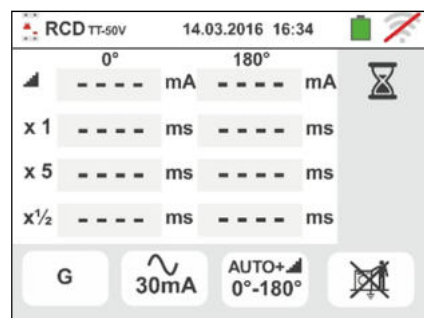 RCD TT-50V 14.03.2016 16:34
0° 180°
---- mA ---- mA
x 1 ---- ms ---- ms
x 5 ---- ms ---- ms
x½ ---- ms ---- ms
G 30mA AUTO+ 0°-180°